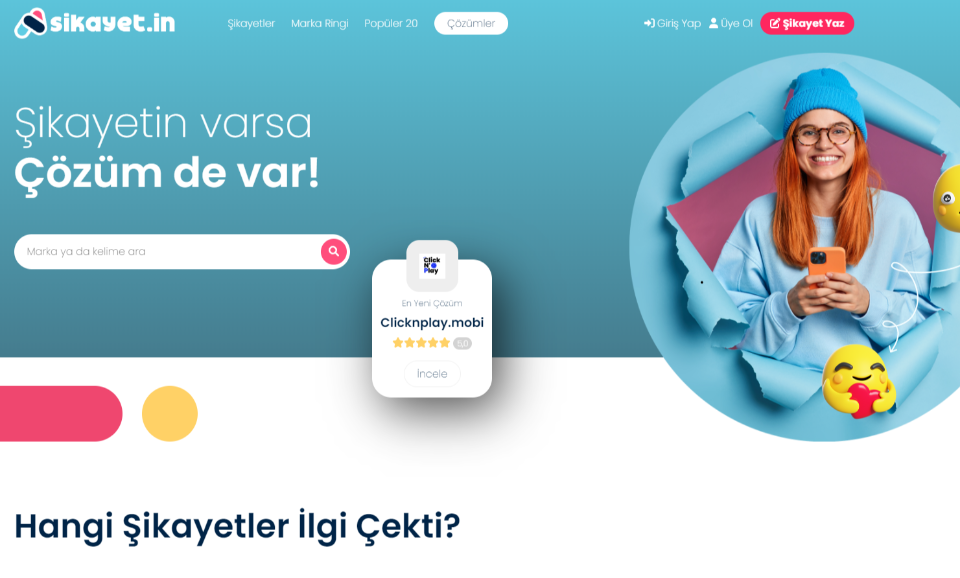 sikayet.in
Şikayetler
Marka Ringi
Popüler 20
Çözümler
Giriş Yap
Üye Ol
Şikayet Yaz
Şikayetin varsa
Çözüm de var!
Marka ya da kelime ara
Click
N'
Play
En Yeni Çözüm
Clicknplay.mobi
5,0
İncele
Hangi Şikayetler İlgi Çekti?